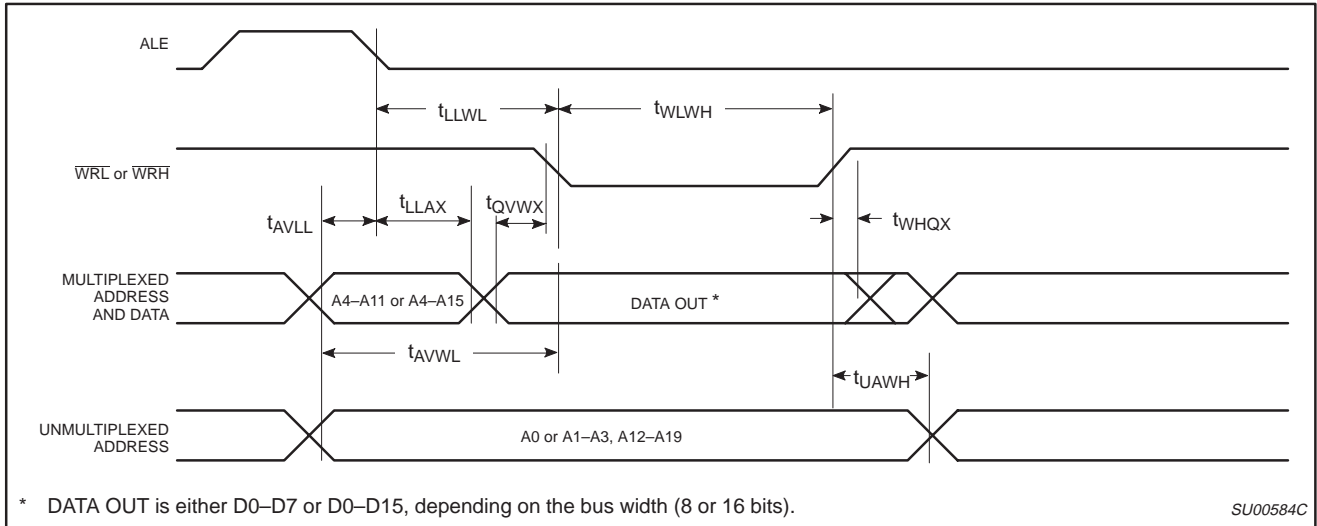 ALE
tLLWL
tWLWH
WRL or WRH
tAVLL
tLLAX
tQVWX
tWHQX
MULTIPLEXED
ADDRESS
AND DATA
A4–A11 or A4–A15
DATA OUT *
tAVWL
tUAWH
UNMULTIPLEXED
ADDRESS
A0 or A1–A3, A12–A19
* DATA OUT is either D0–D7 or D0–D15, depending on the bus width (8 or 16 bits).
SU00584C